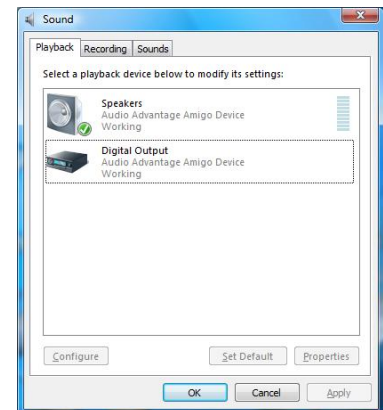 Sound
Playback Recording Sounds
Select a playback device below to modify its settings:
Speakers
Audio Advantage Amigo Device
Working
Digital Output
Audio Advantage Amigo Device
Working
Configure Set Default Properties
OK Cancel Apply